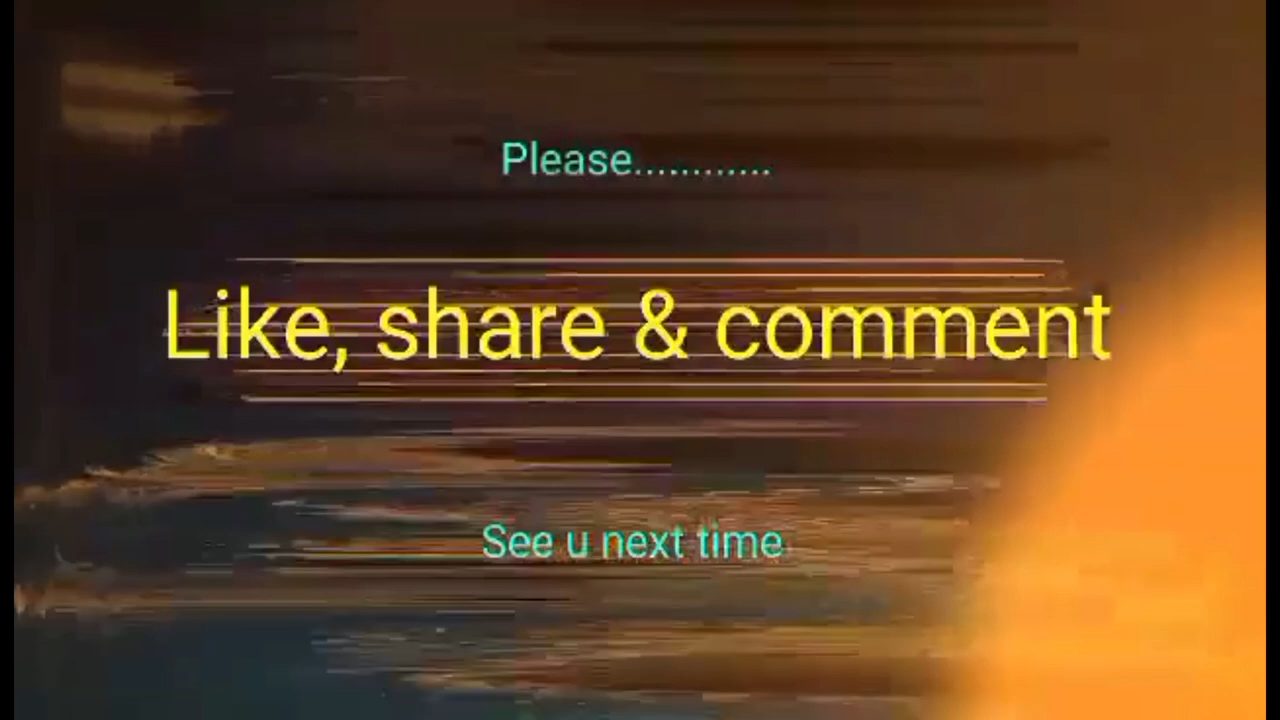 Please............
Like, share & comment
See u next time